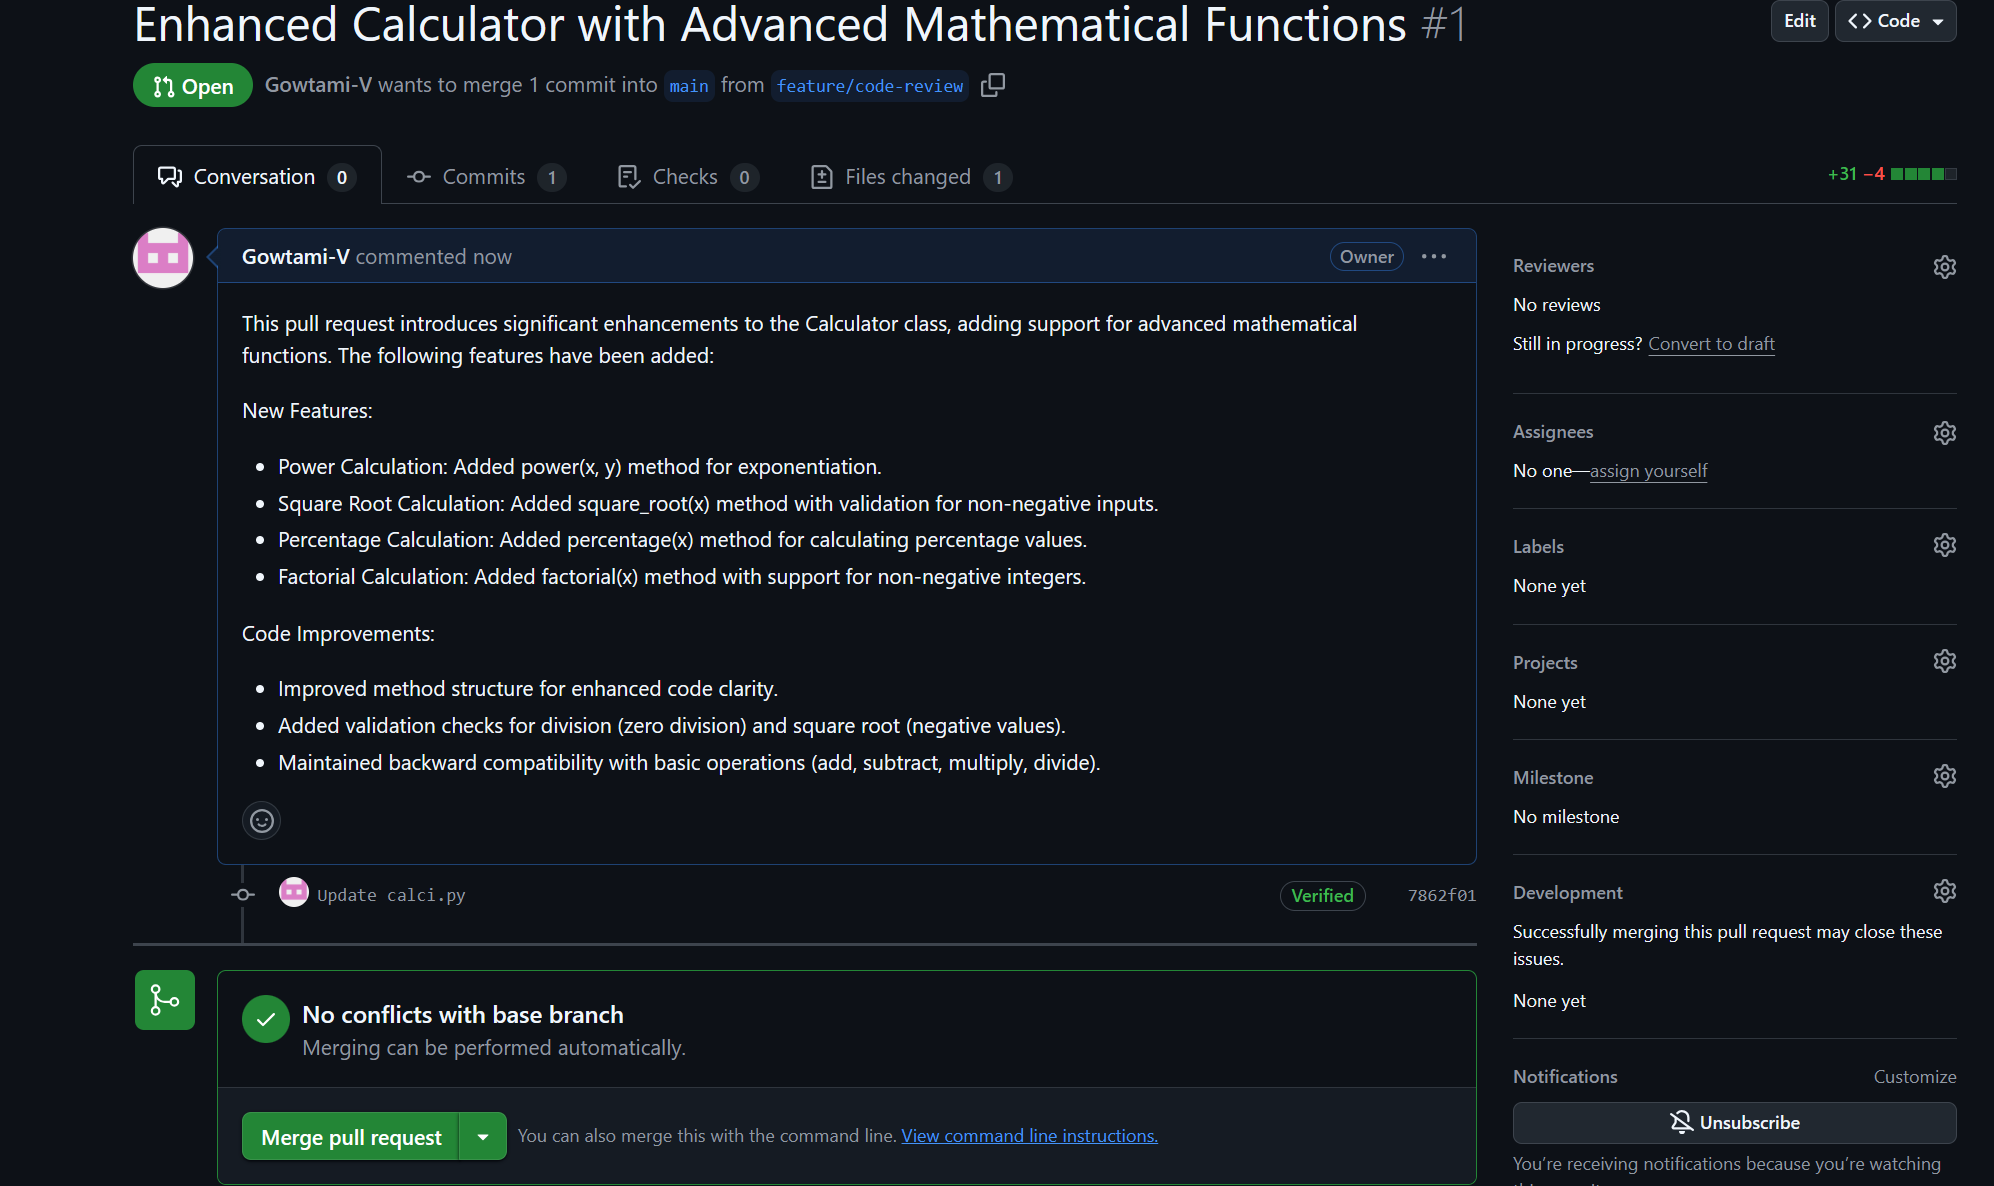 Enhanced Calculator with Advanced Mathematical Functions #1
Edit
Code
Open
Gowtami-V wants to merge 1 commit into main from feature/code-review
Conversation 0
Commits 1
Checks 0
Files changed 1
+31 −4
Gowtami-V commented now
Owner
This pull request introduces significant enhancements to the Calculator class, adding support for advanced mathematical
functions. The following features have been added:
New Features:
• Power Calculation: Added power(x, y) method for exponentiation.
• Square Root Calculation: Added square_root(x) method with validation for non-negative inputs.
• Percentage Calculation: Added percentage(x) method for calculating percentage values.
• Factorial Calculation: Added factorial(x) method with support for non-negative integers.
Code Improvements:
• Improved method structure for enhanced code clarity.
• Added validation checks for division (zero division) and square root (negative values).
• Maintained backward compatibility with basic operations (add, subtract, multiply, divide).
Update calci.py
Verified
7862f01
No conflicts with base branch
Merging can be performed automatically.
Merge pull request
You can also merge this with the command line. View command line instructions.
Reviewers
No reviews
Still in progress? Convert to draft
Assignees
No one—assign yourself
Labels
None yet
Projects
None yet
Milestone
No milestone
Development
Successfully merging this pull request may close these
issues.
None yet
Notifications
Customize
Unsubscribe
You're receiving notifications because you're watching